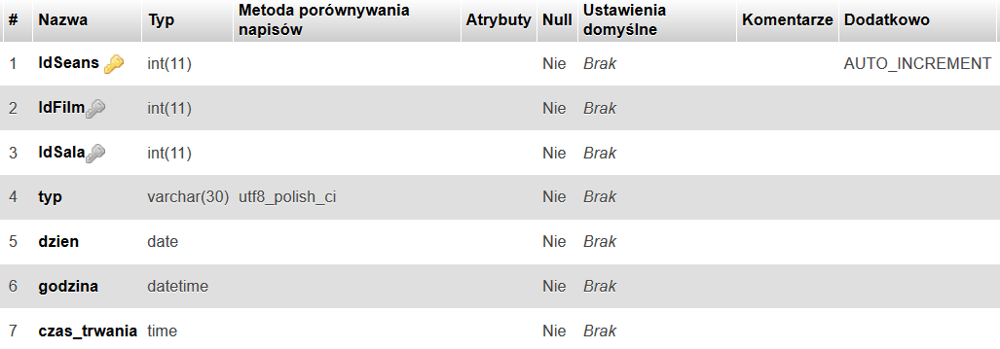 # Nazwa Typ Metoda porównywania napisów Atrybuty Null Ustawienia domyślne Komentarze Dodatkowo
1 IdSeans int(11) Nie Brak AUTO_INCREMENT
2 IdFilm int(11) Nie Brak
3 IdSala int(11) Nie Brak
4 typ varchar(30) utf8_polish_ci Nie Brak
5 dzien date Nie Brak
6 godzina datetime Nie Brak
7 czas_trwania time Nie Brak